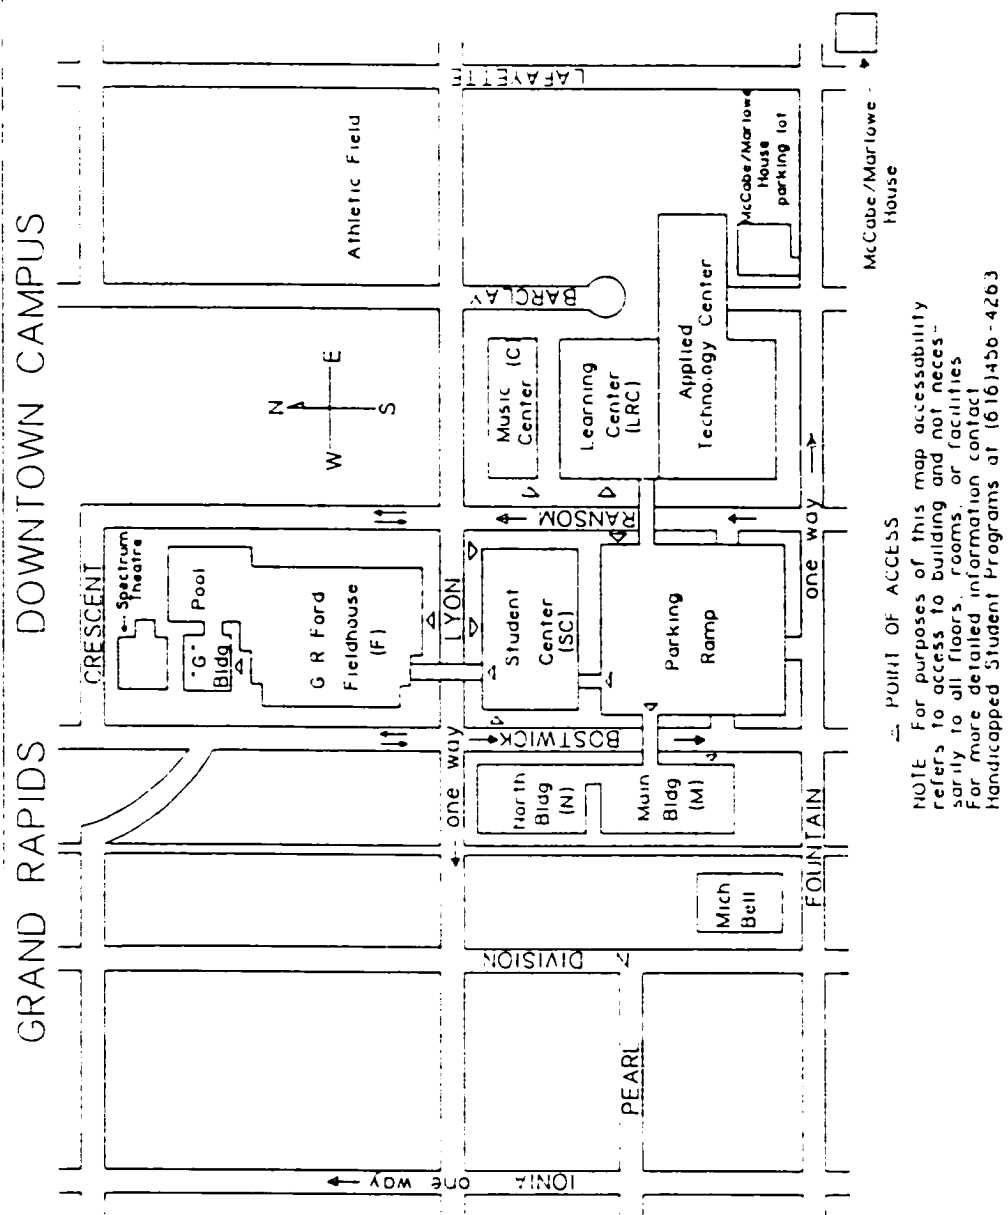 GRAND RAPIDS DOWNTOWN CAMPUS
CRESCENT
Spectrum
Theatre
"G"
Bldg
Pool
G R Ford
Fieldhouse
(F)
N
W E
S
Athletic Field
LAFAYETTE
one way
LYON
BOSTWICK
RANSOM
BARCLAY
North
Bldg
(N)
Main
Bldg
(M)
Student
Center
(SC)
Parking
Ramp
Music (C)
Center
Learning
Center
(LRC)
Applied
Technology Center
McCabe/Marlowe
House
parking lot
Mich
Bell
N DIVISION
PEARL
IONIA one way
FOUNTAIN
one way
McCabe/Marlowe -
House
△ POINT OF ACCESS
NOTE For purposes of this map accessability
refers to access to building and not neces-
sarily to all floors, rooms, or facilities
For more detailed information contact
Handicapped Student Programs at (616)456-4263